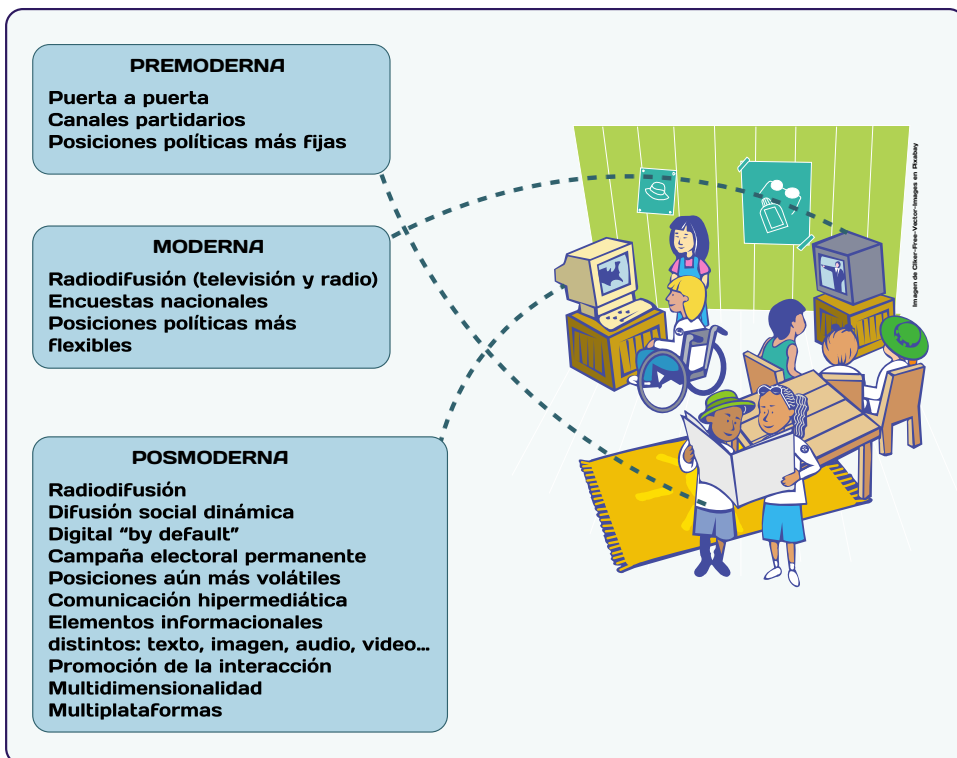 PREMODERNA
Puerta a puerta
Canales partidarios
Posiciones políticas más fijas
MODERNA
Radiodifusión (televisión y radio)
Encuestas nacionales
Posiciones políticas más
flexibles
POSMODERNA
Radiodifusión
Difusión social dinámica
Digital “by default”
Campaña electoral permanente
Posiciones aún más volátiles
Comunicación hipermediática
Elementos informacionales
distintos: texto, imagen, audio, video...
Promoción de la interacción
Multidimensionalidad
Multiplataformas
Imagen de Clker-Free-Vector-Images en Pixabay